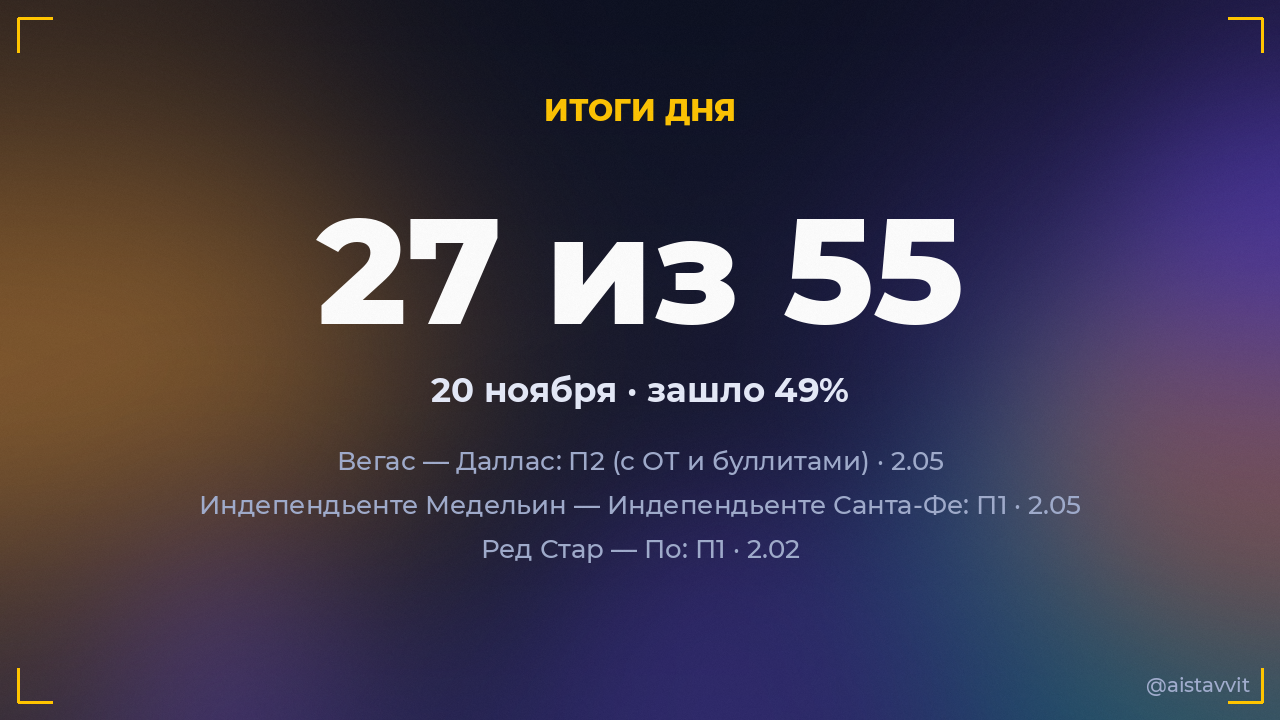 ИТОГИ ДНЯ
27 из 55
20 ноября · зашло 49%
Вегас — Даллас: П2 (с ОТ и буллитами) · 2.05
Индепендьенте Медельин — Индепендьенте Санта-Фе: П1 · 2.05
Ред Стар — По: П1 · 2.02
@aistavvit